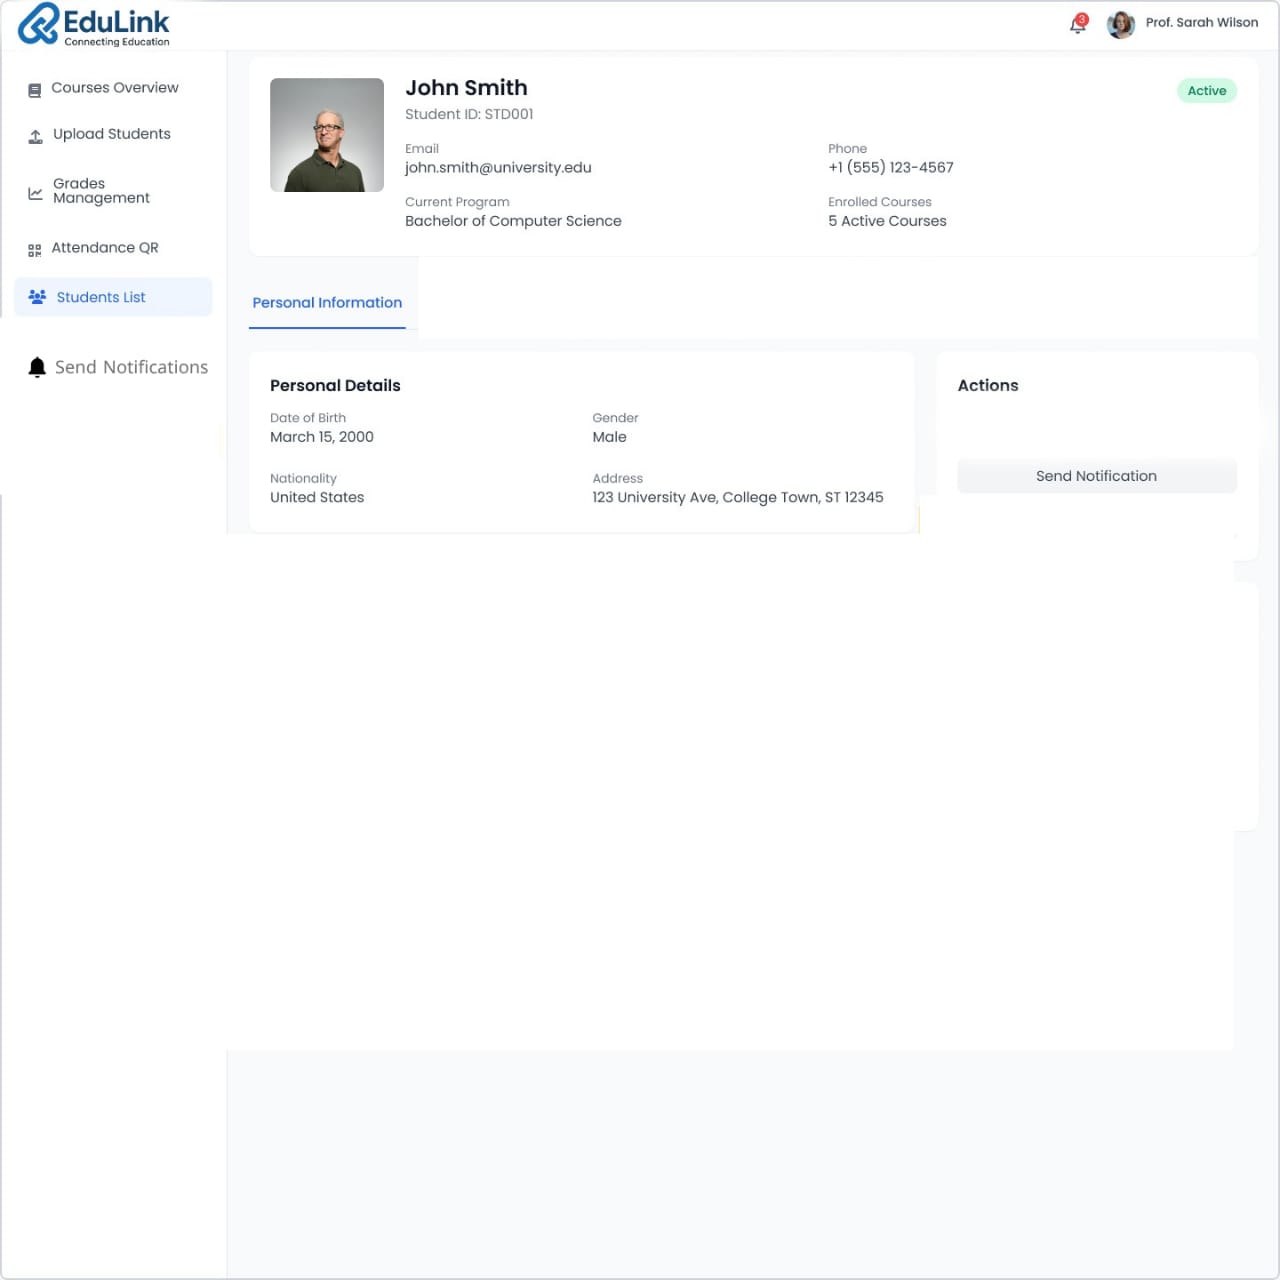 EduLink
Connecting Education
3
Prof. Sarah Wilson
Courses Overview
Upload Students
Grades
Management
Attendance QR
Students List
Send Notifications
John Smith
Active
Student ID: STD001
Email
john.smith@university.edu
Phone
+1 (555) 123-4567
Current Program
Bachelor of Computer Science
Enrolled Courses
5 Active Courses
Personal Information
Personal Details
Date of Birth
March 15, 2000
Gender
Male
Nationality
United States
Address
123 University Ave, College Town, ST 12345
Actions
Send Notification